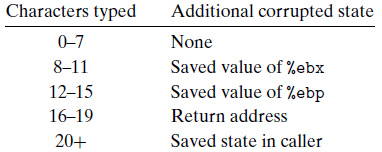 Characters typed Additional corrupted state
0–7 None
8–11 Saved value of %ebx
12–15 Saved value of %ebp
16–19 Return address
20+ Saved state in caller